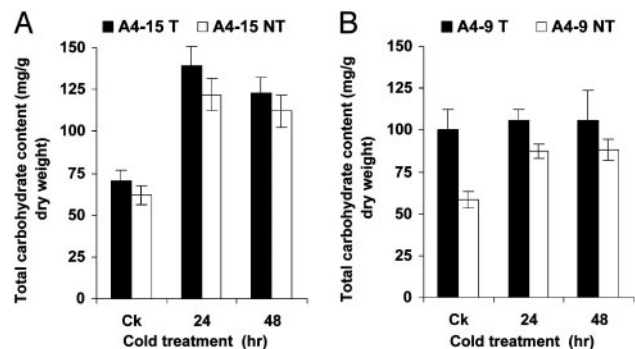 A
■ A4-15 T □ A4-15 NT
Total carbohydrate content (mg/g
dry weight)
150
125
100
75
50
25
0
Ck 24 48
Cold treatment (hr)
B
■ A4-9 T □ A4-9 NT
Total carbohydrate content (mg/g
dry weight)
150
125
100
75
50
25
0
Ck 24 48
Cold treatment (hr)